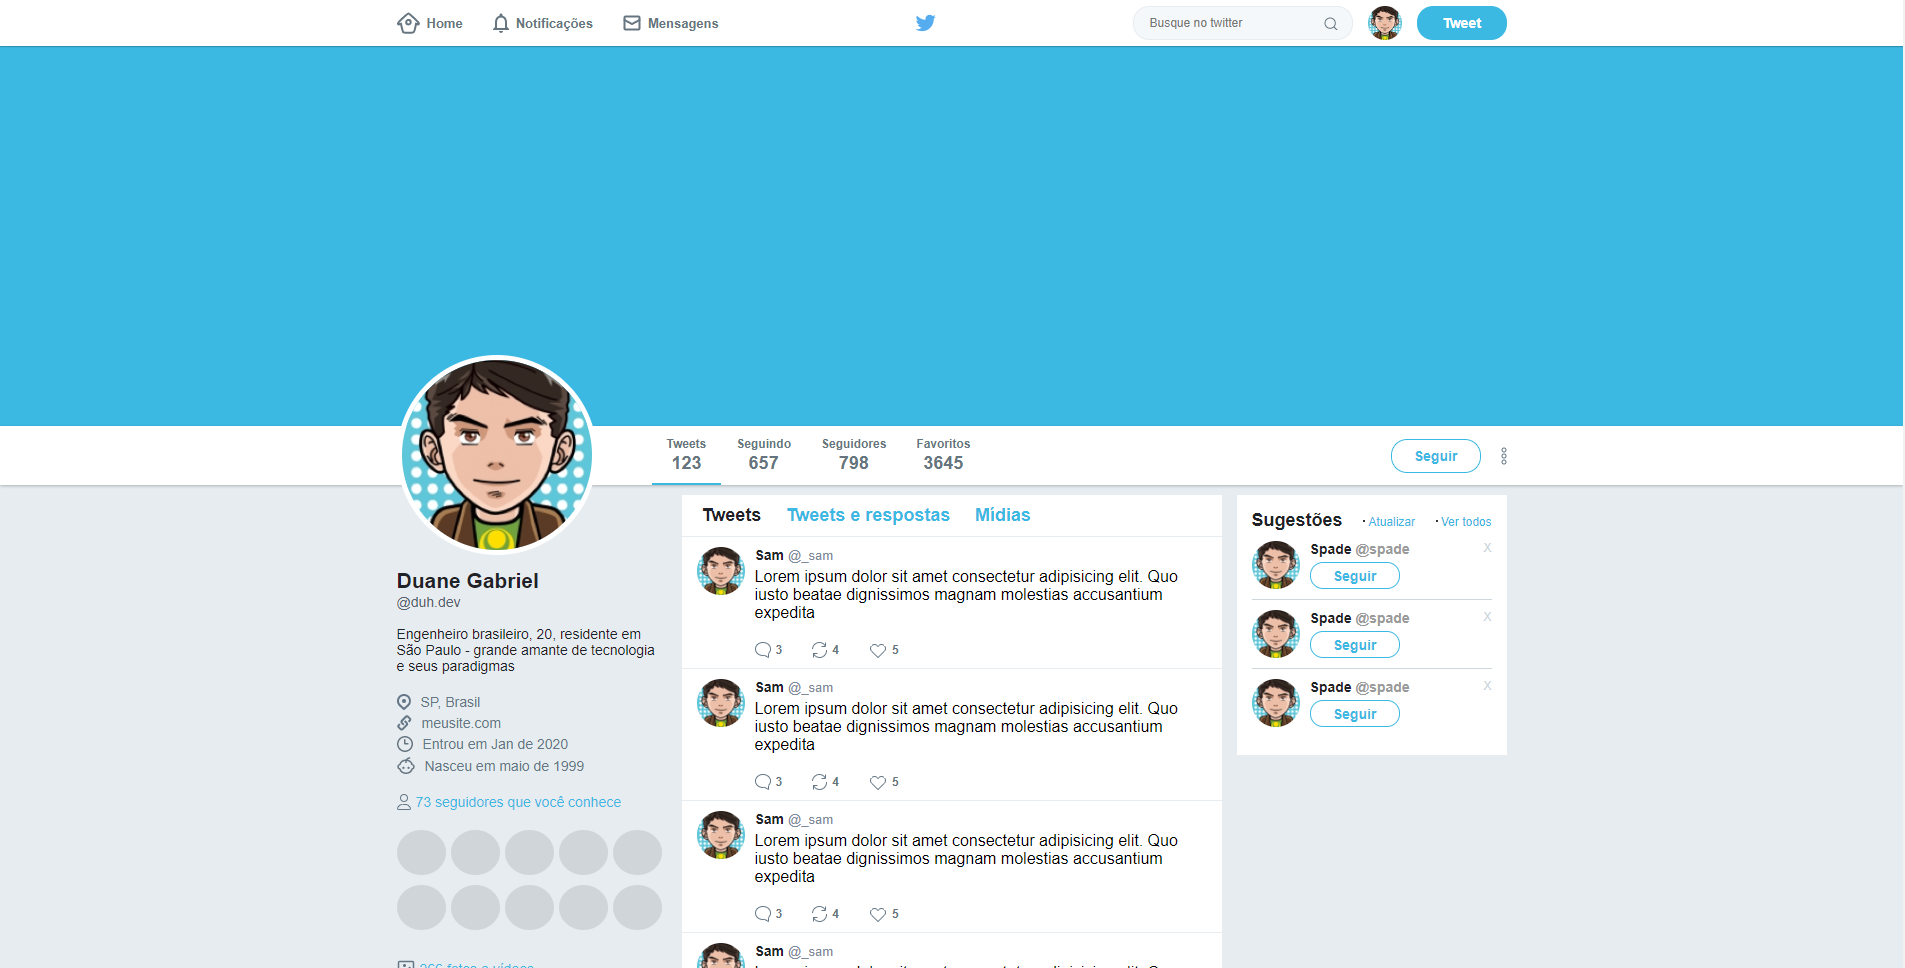 Home
Notificações
Mensagens
Busque no twitter
Tweet
Tweets
123
Seguindo
657
Seguidores
798
Favoritos
3645
Seguir
Duane Gabriel
@duh.dev
Engenheiro brasileiro, 20, residente em
São Paulo - grande amante de tecnologia
e seus paradigmas
SP, Brasil
meusite.com
Entrou em Jan de 2020
Nasceu em maio de 1999
73 seguidores que você conhece
266 fotos e vídeos
Tweets
Tweets e respostas
Mídias
Sam @_sam
Lorem ipsum dolor sit amet consectetur adipisicing elit. Quo
iusto beatae dignissimos magnam molestias accusantium
expedita
3
4
5
Sam @_sam
Lorem ipsum dolor sit amet consectetur adipisicing elit. Quo
iusto beatae dignissimos magnam molestias accusantium
expedita
3
4
5
Sam @_sam
Lorem ipsum dolor sit amet consectetur adipisicing elit. Quo
iusto beatae dignissimos magnam molestias accusantium
expedita
3
4
5
Sam @_sam
Sugestões
· Atualizar
· Ver todos
Spade @spade
X
Seguir
Spade @spade
X
Seguir
Spade @spade
X
Seguir